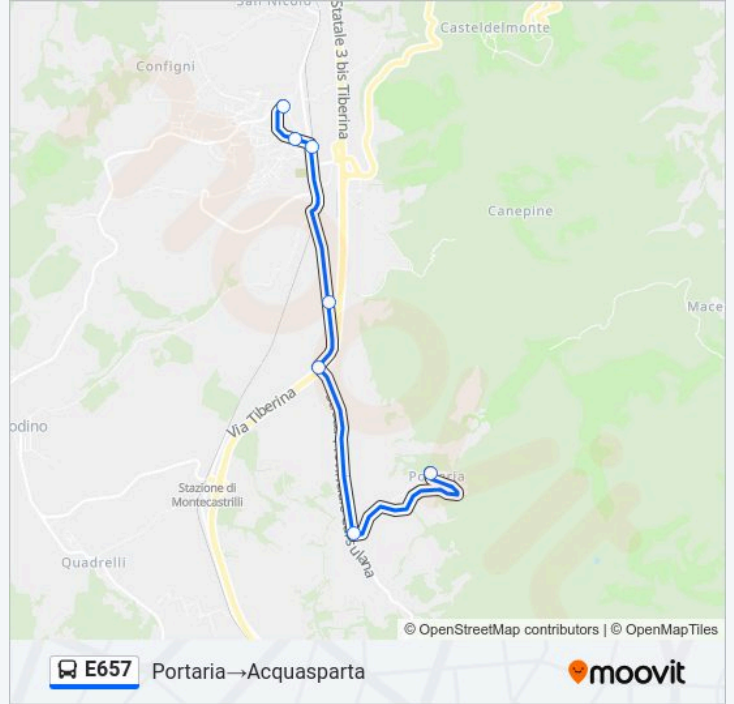 San Nicolò
Casteldelmonte
Configni
Statale 3 bis Tiberina
Canepine
Mace
Via Tiberina
odino
Portaria
Stazione di
Montecastrilli
Quadrelli
© OpenStreetMap contributors | © OpenMapTiles
E657 Portaria→Acquasparta
moovit